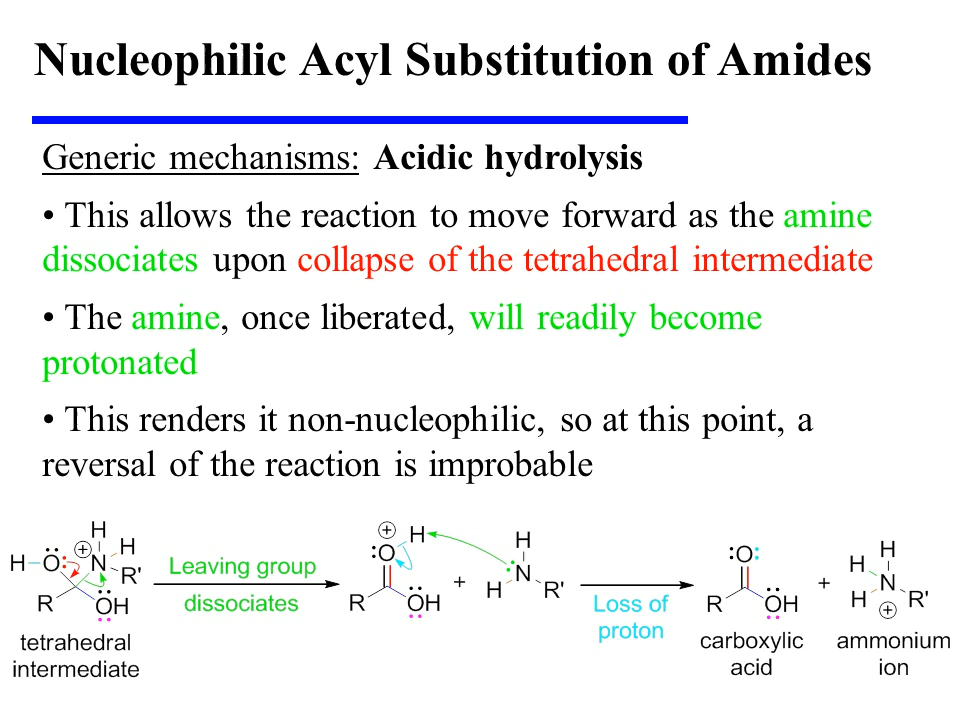 Nucleophilic Acyl Substitution of Amides
Generic mechanisms: Acidic hydrolysis
• This allows the reaction to move forward as the amine
dissociates upon collapse of the tetrahedral intermediate
• The amine, once liberated, will readily become
protonated
• This renders it non-nucleophilic, so at this point, a
reversal of the reaction is improbable
H O + N H H R' R OH
tetrahedral
intermediate
Leaving group
dissociates
+ H O R OH
+
H N H R'
Loss of
proton
O R OH
carboxylic
acid
+
H H N H + R'
ammonium
ion